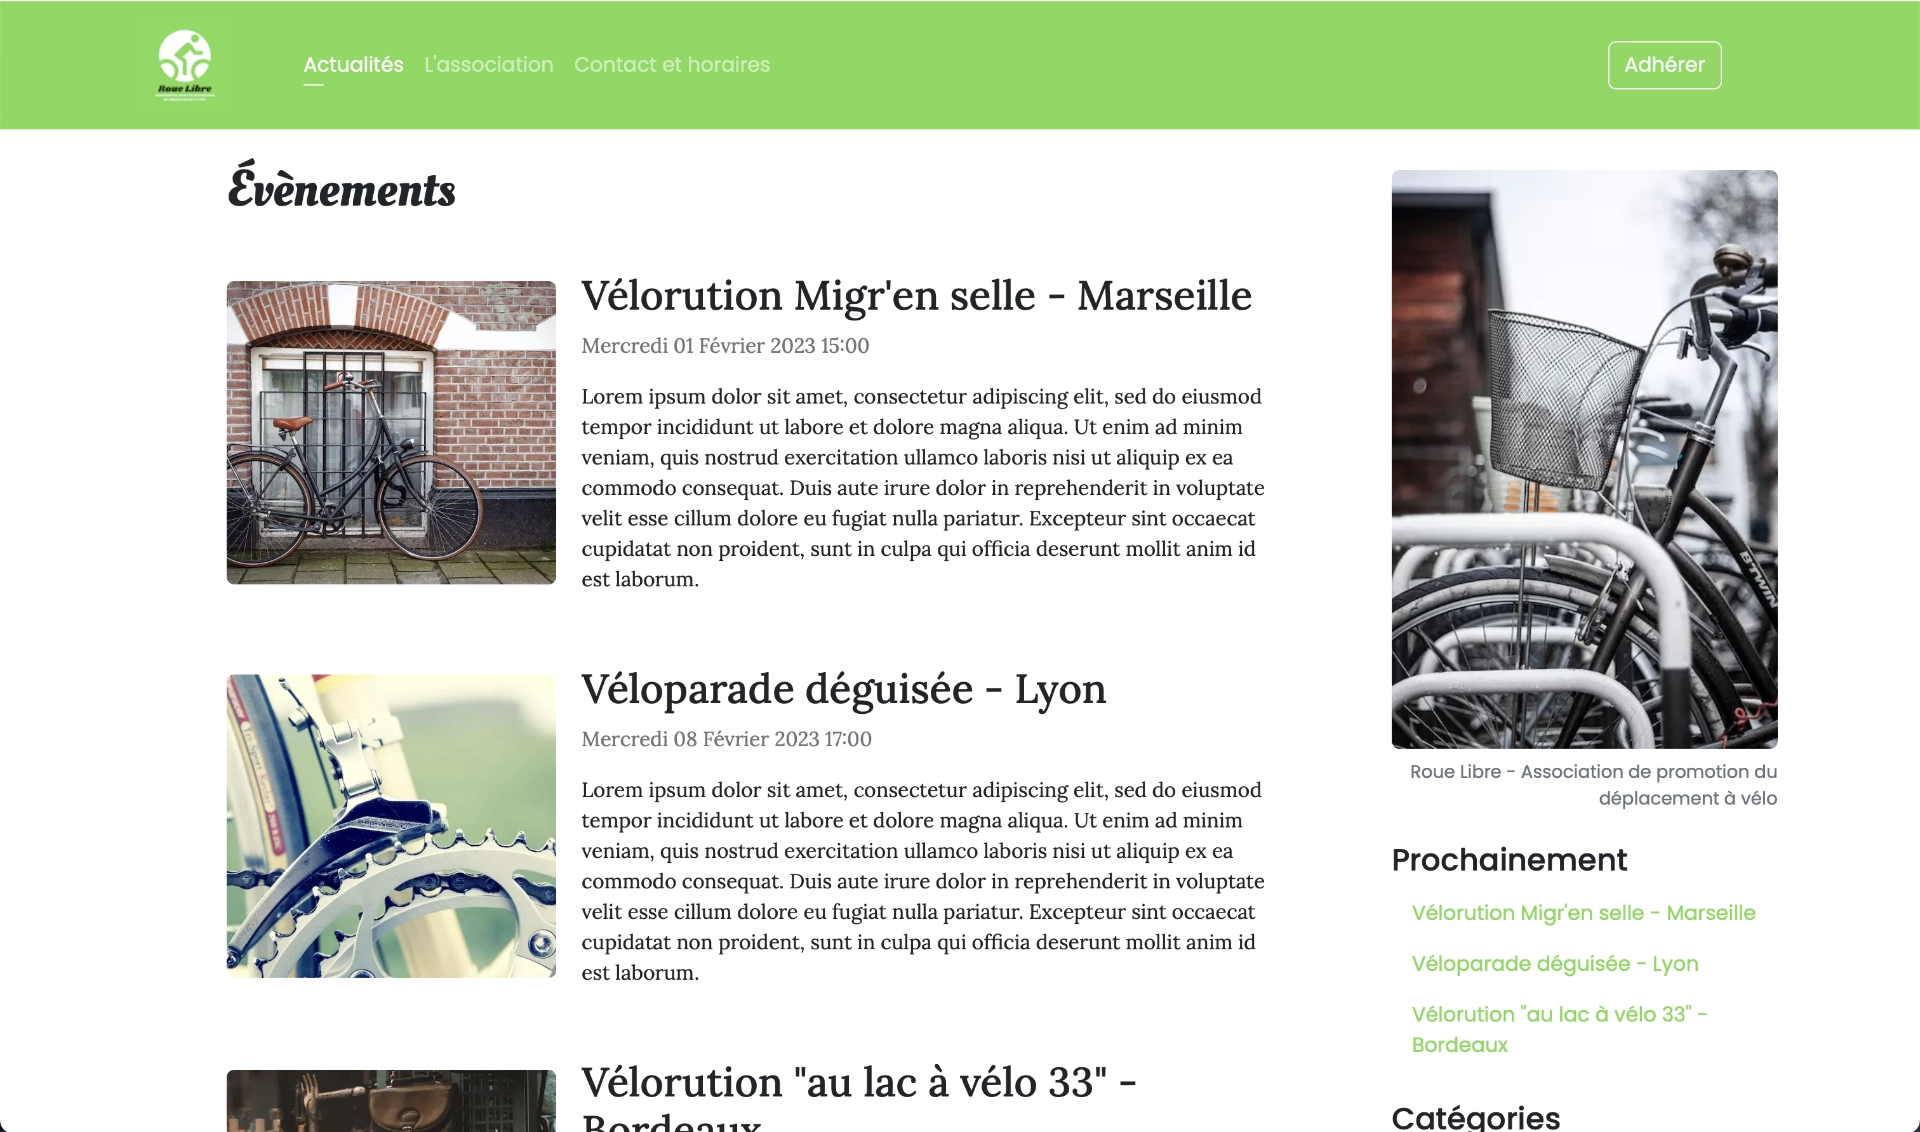 Roue Libre
Actualités
L'association
Contact et horaires
Adhérer
Évènements
Vélorution Migr'en selle - Marseille
Mercredi 01 Février 2023 15:00
Lorem ipsum dolor sit amet, consectetur adipiscing elit, sed do eiusmod
tempor incididunt ut labore et dolore magna aliqua. Ut enim ad minim
veniam, quis nostrud exercitation ullamco laboris nisi ut aliquip ex ea
commodo consequat. Duis aute irure dolor in reprehenderit in voluptate
velit esse cillum dolore eu fugiat nulla pariatur. Excepteur sint occaecat
cupidatat non proident, sunt in culpa qui officia deserunt mollit anim id
est laborum.
Véloparade déguisée - Lyon
Mercredi 08 Février 2023 17:00
Lorem ipsum dolor sit amet, consectetur adipiscing elit, sed do eiusmod
tempor incididunt ut labore et dolore magna aliqua. Ut enim ad minim
veniam, quis nostrud exercitation ullamco laboris nisi ut aliquip ex ea
commodo consequat. Duis aute irure dolor in reprehenderit in voluptate
velit esse cillum dolore eu fugiat nulla pariatur. Excepteur sint occaecat
cupidatat non proident, sunt in culpa qui officia deserunt mollit anim id
est laborum.
Vélorution "au lac à vélo 33" -
Bordeaux
BTWIN
Roue Libre - Association de promotion du
déplacement à vélo
Prochainement
Vélorution Migr'en selle - Marseille
Véloparade déguisée - Lyon
Vélorution "au lac à vélo 33" -
Bordeaux
Catégories